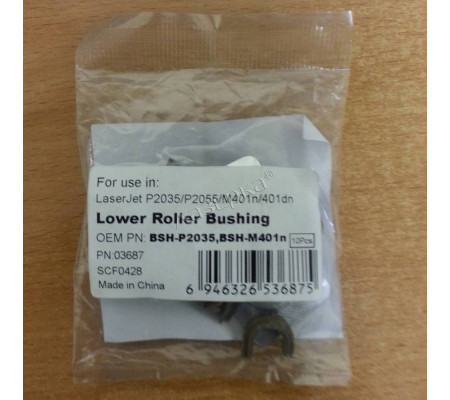 For use in:
LaserJet P2035/P2055/M401n/401dn
Lower Roller Bushing
OEM PN: BSH-P2035,BSH-M401n 10Pcs
PN:03687
SCF0428
Made in China
6 946326 536875